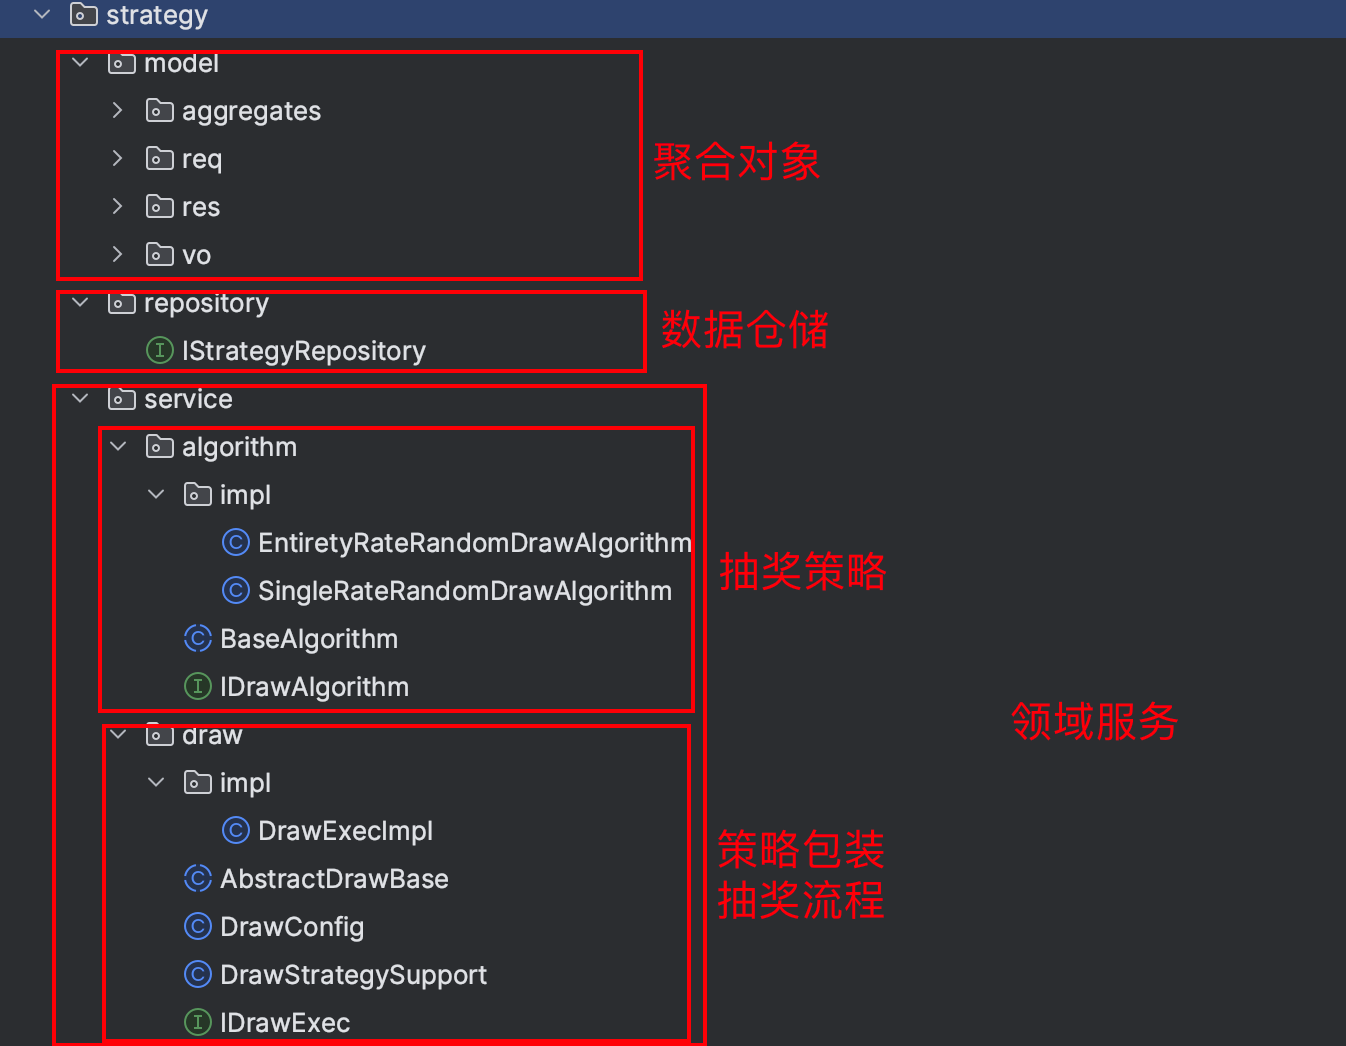 strategy
model
aggregates
req
res
vo
聚合对象
repository
IStrategyRepository
数据仓储
service
algorithm
impl
EntiretyRateRandomDrawAlgorithm
SingleRateRandomDrawAlgorithm
BaseAlgorithm
IDrawAlgorithm
抽奖策略
draw
impl
DrawExecImpl
AbstractDrawBase
DrawConfig
DrawStrategySupport
IDrawExec
策略包装
抽奖流程
领域服务